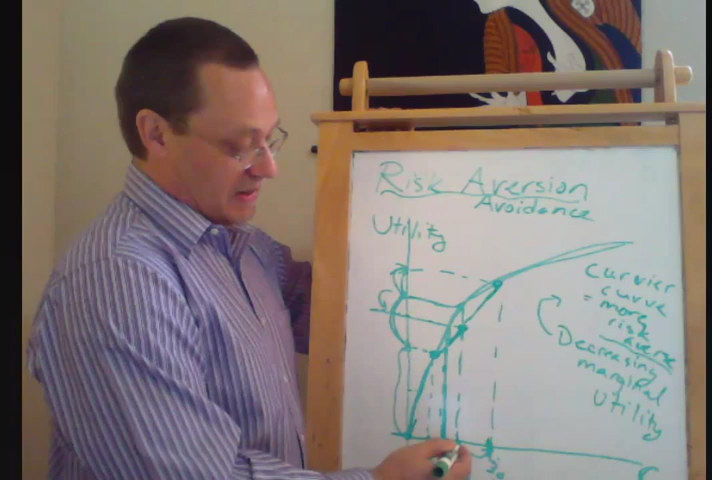 Risk Aversion
Avoidance
Utility
Curvier
curve
= more
risk
averse
Decreasing
marginal
Utility